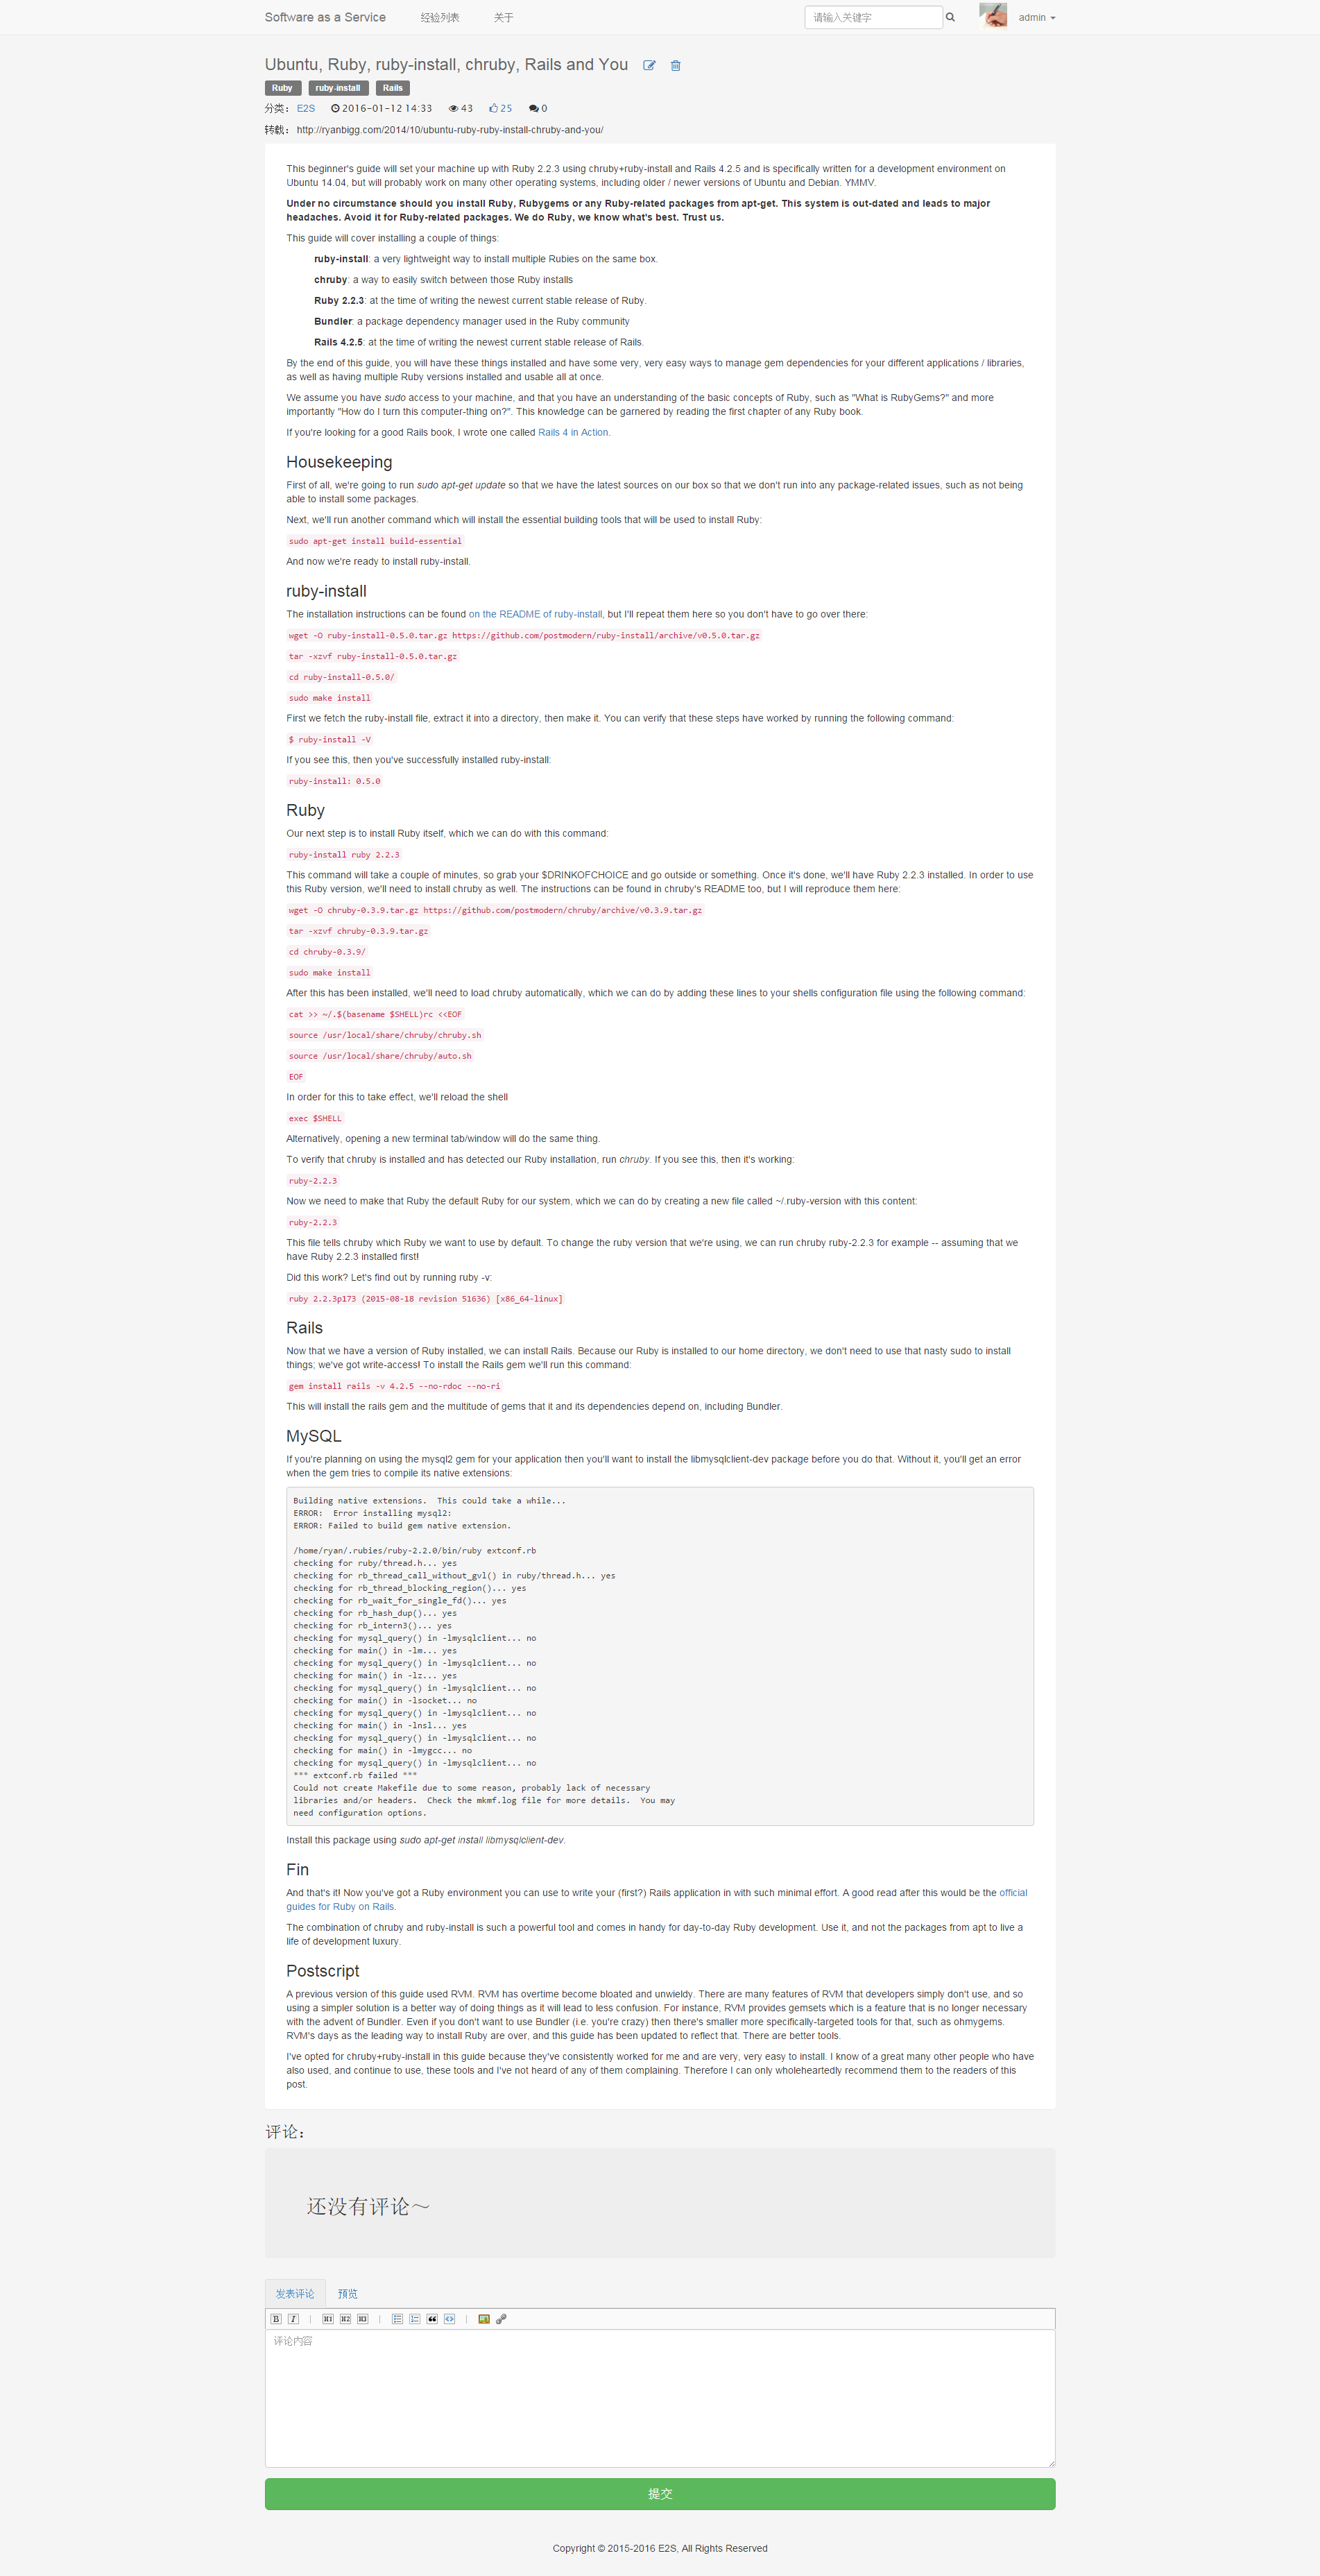 Software as a Service 经验列表 关于 请输入关键字 admin
Ubuntu, Ruby, ruby-install, chruby, Rails and You
Ruby ruby-install Rails
分类： E2S 2016-01-12 14:33 43 25 0
转载： http://ryanbigg.com/2014/10/ubuntu-ruby-ruby-install-chruby-and-you/
This beginner's guide will set your machine up with Ruby 2.2.3 using chruby+ruby-install and Rails 4.2.5 and is specifically written for a development environment on
Ubuntu 14.04, but will probably work on many other operating systems, including older / newer versions of Ubuntu and Debian. YMMV.
Under no circumstance should you install Ruby, Rubygems or any Ruby-related packages from apt-get. This system is out-dated and leads to major
headaches. Avoid it for Ruby-related packages. We do Ruby, we know what's best. Trust us.
This guide will cover installing a couple of things:
ruby-install: a very lightweight way to install multiple Rubies on the same box.
chruby: a way to easily switch between those Ruby installs
Ruby 2.2.3: at the time of writing the newest current stable release of Ruby.
Bundler: a package dependency manager used in the Ruby community
Rails 4.2.5: at the time of writing the newest current stable release of Rails.
By the end of this guide, you will have these things installed and have some very, very easy ways to manage gem dependencies for your different applications / libraries,
as well as having multiple Ruby versions installed and usable all at once.
We assume you have sudo access to your machine, and that you have an understanding of the basic concepts of Ruby, such as "What is RubyGems?" and more
importantly "How do I turn this computer-thing on?". This knowledge can be garnered by reading the first chapter of any Ruby book.
If you're looking for a good Rails book, I wrote one called Rails 4 in Action.
Housekeeping
First of all, we're going to run sudo apt-get update so that we have the latest sources on our box so that we don't run into any package-related issues, such as not being
able to install some packages.
Next, we'll run another command which will install the essential building tools that will be used to install Ruby:
sudo apt-get install build-essential
And now we're ready to install ruby-install.
ruby-install
The installation instructions can be found on the README of ruby-install, but I'll repeat them here so you don't have to go over there:
wget -O ruby-install-0.5.0.tar.gz https://github.com/postmodern/ruby-install/archive/v0.5.0.tar.gz
tar -xzvf ruby-install-0.5.0.tar.gz
cd ruby-install-0.5.0/
sudo make install
First we fetch the ruby-install file, extract it into a directory, then make it. You can verify that these steps have worked by running the following command:
$ ruby-install -V
If you see this, then you've successfully installed ruby-install:
ruby-install: 0.5.0
Ruby
Our next step is to install Ruby itself, which we can do with this command:
ruby-install ruby 2.2.3
This command will take a couple of minutes, so grab your $DRINKOFCHOICE and go outside or something. Once it's done, we'll have Ruby 2.2.3 installed. In order to use
this Ruby version, we'll need to install chruby as well. The instructions can be found in chruby's README too, but I will reproduce them here:
wget -O chruby-0.3.9.tar.gz https://github.com/postmodern/chruby/archive/v0.3.9.tar.gz
tar -xzvf chruby-0.3.9.tar.gz
cd chruby-0.3.9/
sudo make install
After this has been installed, we'll need to load chruby automatically, which we can do by adding these lines to your shells configuration file using the following command:
cat >> ~/.$(basename $SHELL)rc <<EOF
source /usr/local/share/chruby/chruby.sh
source /usr/local/share/chruby/auto.sh
EOF
In order for this to take effect, we'll reload the shell
exec $SHELL
Alternatively, opening a new terminal tab/window will do the same thing.
To verify that chruby is installed and has detected our Ruby installation, run chruby. If you see this, then it's working:
ruby-2.2.3
Now we need to make that Ruby the default Ruby for our system, which we can do by creating a new file called ~/.ruby-version with this content:
ruby-2.2.3
This file tells chruby which Ruby we want to use by default. To change the ruby version that we're using, we can run chruby ruby-2.2.3 for example -- assuming that we
have Ruby 2.2.3 installed first!
Did this work? Let's find out by running ruby -v:
ruby 2.2.3p173 (2015-08-18 revision 51636) [x86_64-linux]
Rails
Now that we have a version of Ruby installed, we can install Rails. Because our Ruby is installed to our home directory, we don't need to use that nasty sudo to install
things; we've got write-access! To install the Rails gem we'll run this command:
gem install rails -v 4.2.5 --no-rdoc --no-ri
This will install the rails gem and the multitude of gems that it and its dependencies depend on, including Bundler.
MySQL
If you're planning on using the mysql2 gem for your application then you'll want to install the libmysqlclient-dev package before you do that. Without it, you'll get an error
when the gem tries to compile its native extensions:
Building native extensions.  This could take a while...
ERROR:  Error installing mysql2:
ERROR: Failed to build gem native extension.
/home/ryan/.rubies/ruby-2.2.0/bin/ruby extconf.rb
checking for ruby/thread.h... yes
checking for rb_thread_call_without_gvl() in ruby/thread.h... yes
checking for rb_thread_blocking_region()... yes
checking for rb_wait_for_single_fd()... yes
checking for rb_hash_dup()... yes
checking for rb_intern3()... yes
checking for mysql_query() in -lmysqlclient... no
checking for main() in -lm... yes
checking for mysql_query() in -lmysqlclient... no
checking for main() in -lz... yes
checking for mysql_query() in -lmysqlclient... no
checking for main() in -lsocket... no
checking for mysql_query() in -lmysqlclient... no
checking for main() in -lnsl... yes
checking for mysql_query() in -lmysqlclient... no
checking for main() in -lmygcc... no
checking for mysql_query() in -lmysqlclient... no
*** extconf.rb failed ***
Could not create Makefile due to some reason, probably lack of necessary
libraries and/or headers.  Check the mkmf.log file for more details.  You may
need configuration options.
Install this package using sudo apt-get install libmysqlclient-dev.
Fin
And that's it! Now you've got a Ruby environment you can use to write your (first?) Rails application in with such minimal effort. A good read after this would be the official
guides for Ruby on Rails.
The combination of chruby and ruby-install is such a powerful tool and comes in handy for day-to-day Ruby development. Use it, and not the packages from apt to live a
life of development luxury.
Postscript
A previous version of this guide used RVM. RVM has overtime become bloated and unwieldy. There are many features of RVM that developers simply don't use, and so
using a simpler solution is a better way of doing things as it will lead to less confusion. For instance, RVM provides gemsets which is a feature that is no longer necessary
with the advent of Bundler. Even if you don't want to use Bundler (i.e. you're crazy) then there's smaller more specifically-targeted tools for that, such as ohmygems.
RVM's days as the leading way to install Ruby are over, and this guide has been updated to reflect that. There are better tools.
I've opted for chruby+ruby-install in this guide because they've consistently worked for me and are very, very easy to install. I know of a great many other people who have
also used, and continue to use, these tools and I've not heard of any of them complaining. Therefore I can only wholeheartedly recommend them to the readers of this
post.
评论：
还没有评论～
发表评论 预览
B I | H1 H2 H3 | |
评论内容
提交
Copyright © 2015-2016 E2S, All Rights Reserved